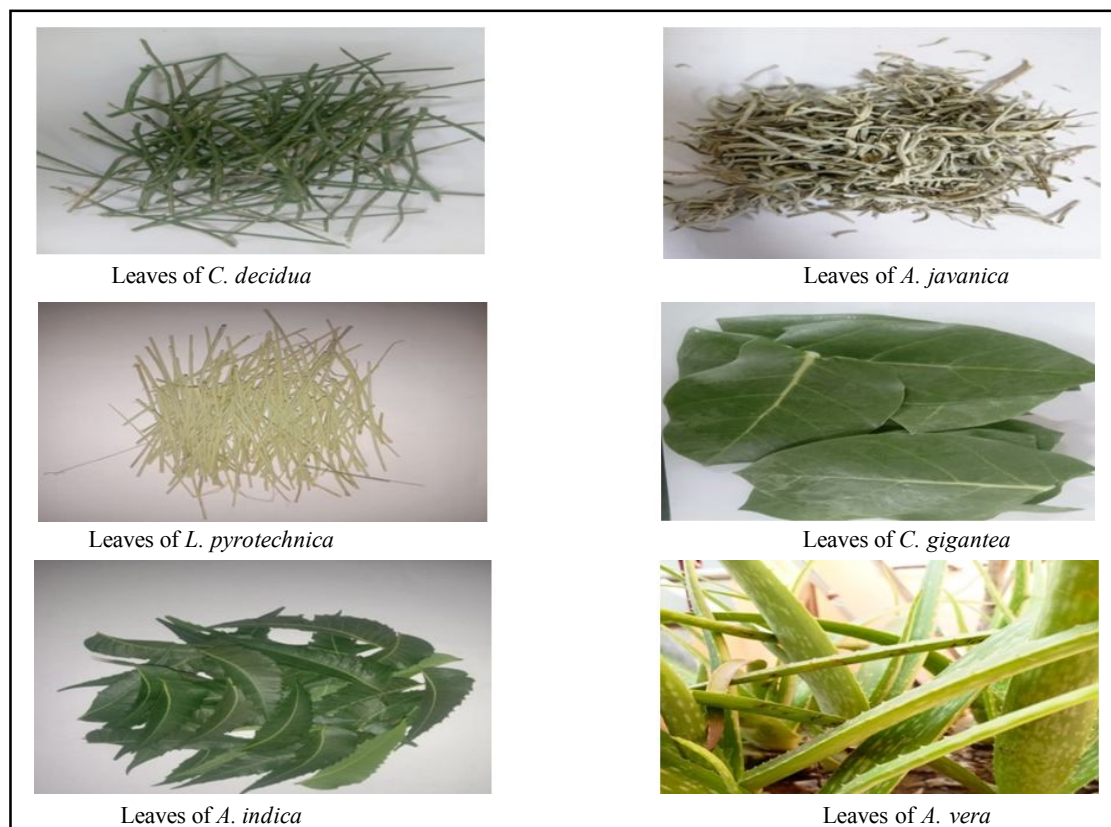 Leaves of C. decidua
Leaves of A. javanica
Leaves of L. pyrotechnica
Leaves of C. gigantea
Leaves of A. indica
Leaves of A. vera